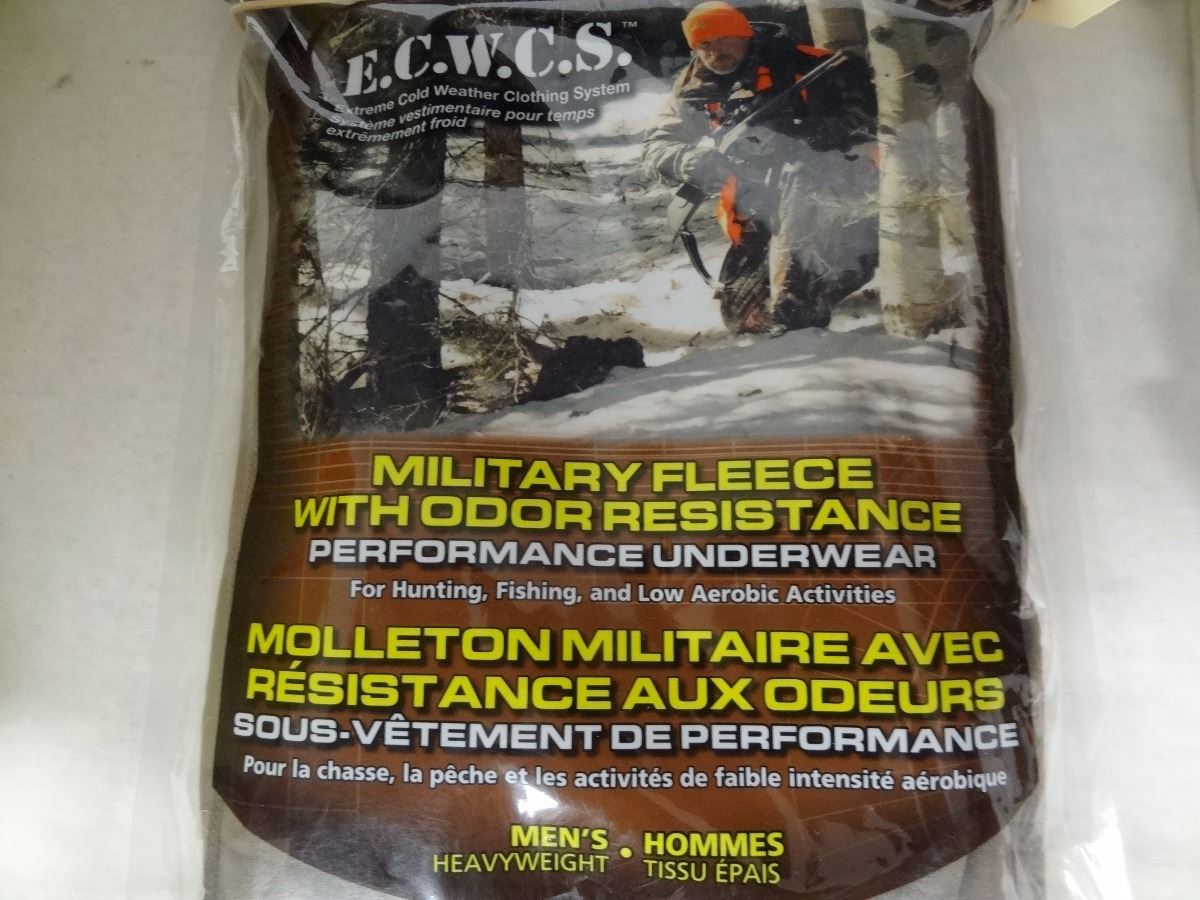 E.C.W.C.S.™
Extreme Cold Weather Clothing System
Système vestimentaire pour temps
extrêmement froid
MILITARY FLEECE
WITH ODOR RESISTANCE
PERFORMANCE UNDERWEAR
For Hunting, Fishing, and Low Aerobic Activities
MOLLETON MILITAIRE AVEC
RÉSISTANCE AUX ODEURS
SOUS-VÊTEMENT DE PERFORMANCE
Pour la chasse, la pêche et les activités de faible intensité aérobique
MEN'S • HOMMES
HEAVYWEIGHT TISSU ÉPAIS